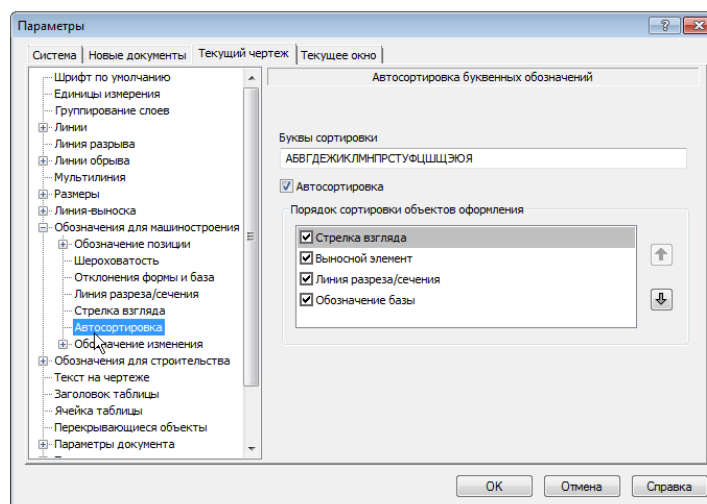 Параметры
Система
Новые документы
Текущий чертеж
Текущее окно
Шрифт по умолчанию
Единицы измерения
Группирование слоев
Линии
Линия разрыва
Линии обрыва
Мультилиния
Размеры
Линия-выноска
Обозначения для машиностроения
Обозначение позиции
Шероховатость
Отклонения формы и база
Линия разреза/сечения
Стрелка взгляда
Автосортировка
Обозначение изменения
Обозначения для строительства
Текст на чертеже
Заголовок таблицы
Ячейка таблицы
Перекрывающиеся объекты
Параметры документа
Автосортировка буквенных обозначений
Буквы сортировки
АБВГДЕЖИКЛМНПРСТУФЦШЩЭЮЯ
Автосортировка
Порядок сортировки объектов оформления
Стрелка взгляда
Выносной элемент
Линия разреза/сечения
Обозначение базы
OK
Отмена
Справка